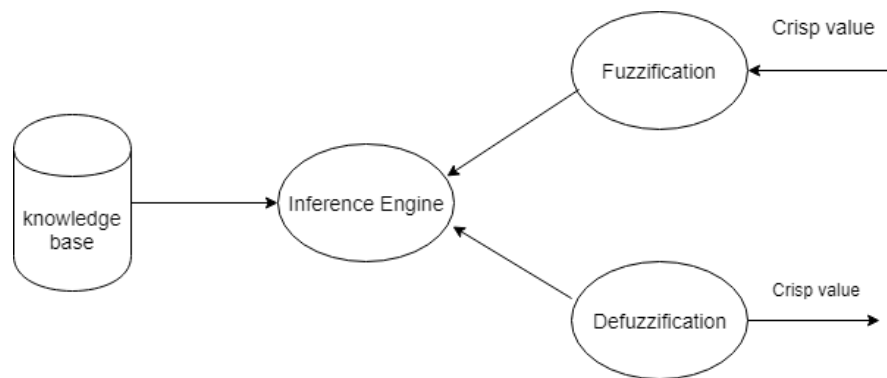 Crisp value
Fuzzification
knowledge
base
Inference Engine
Crisp value
Defuzzification